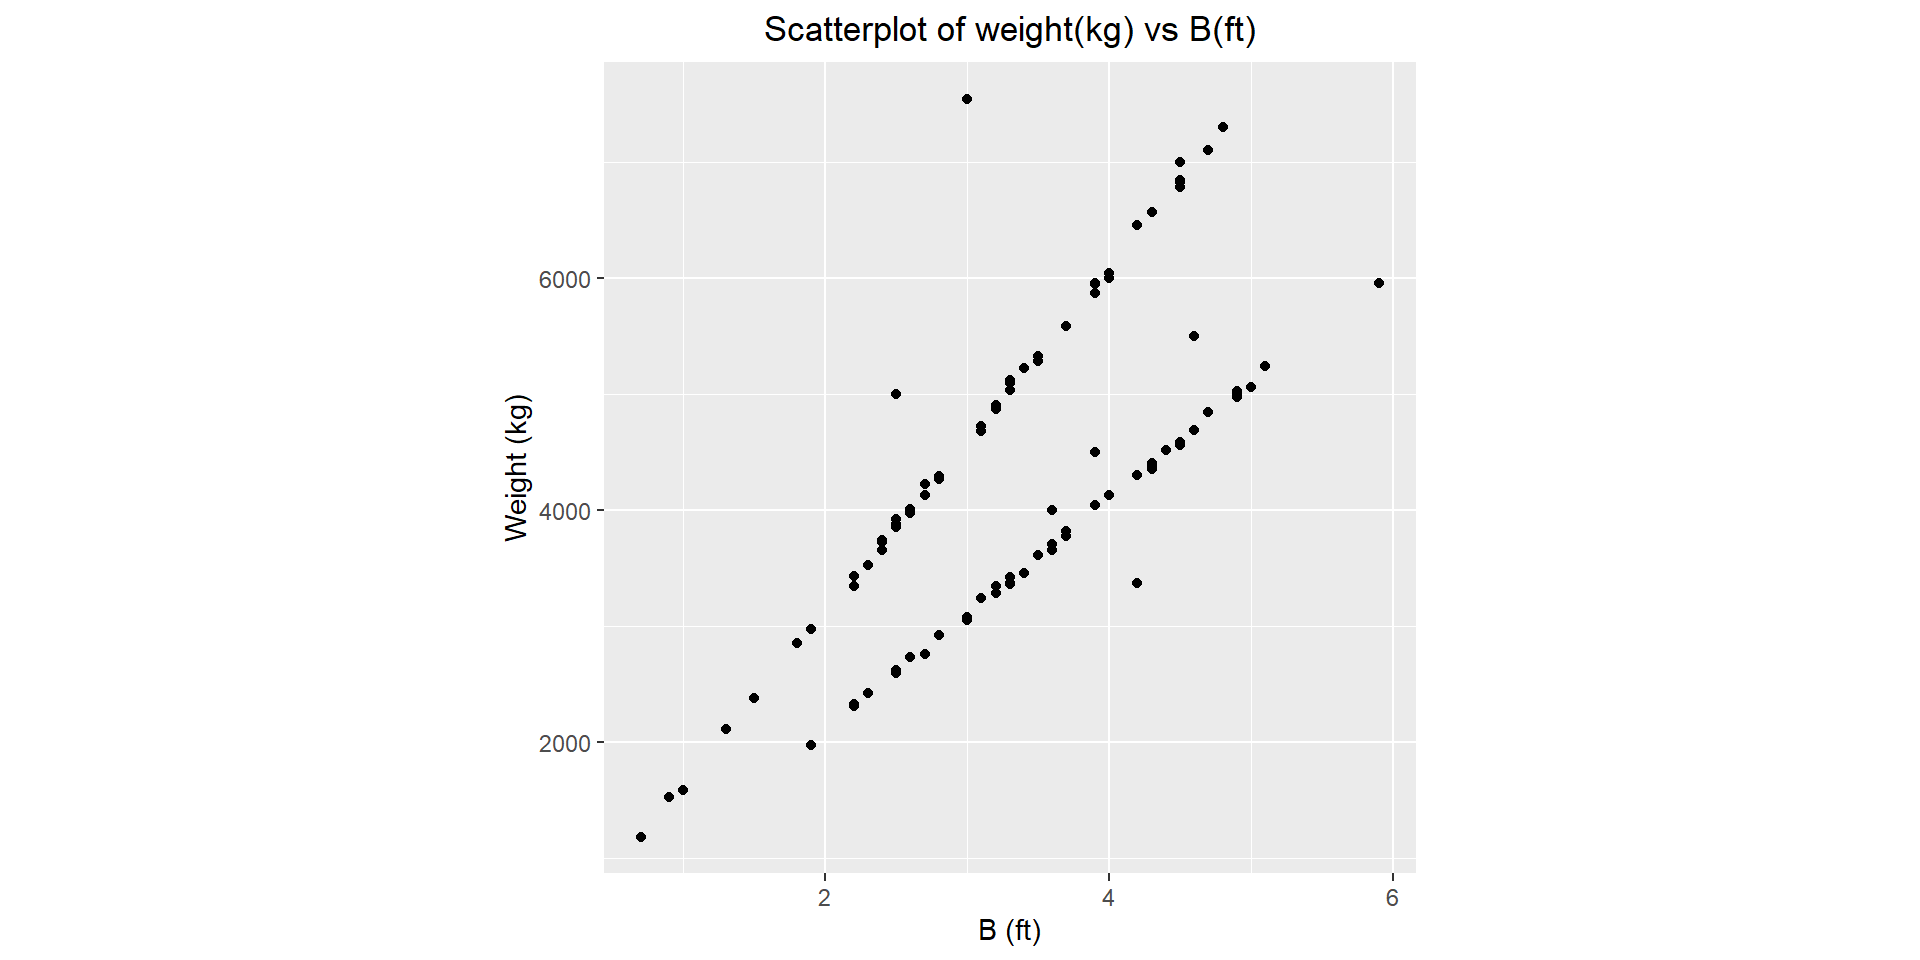 Scatterplot of weight(kg) vs B(ft)
Weight (kg)
6000
4000
2000
2
4
6
B (ft)